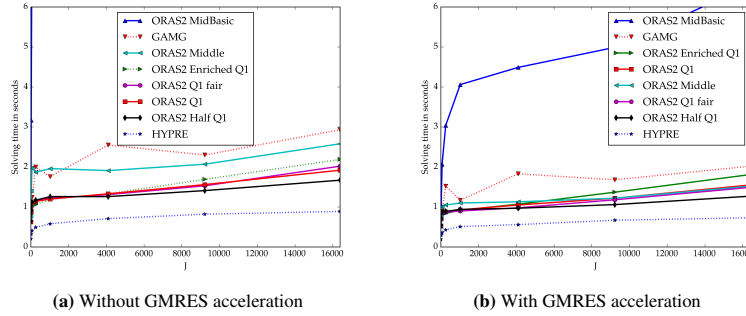 ORAS2 MidBasic
GAMG
ORAS2 Middle
ORAS2 Enriched Q1
ORAS2 Q1 fair
ORAS2 Q1
ORAS2 Half Q1
HYPRE
Solving time in seconds
6
5
4
3
2
1
0
0 2000 4000 6000 8000 10000 12000 14000 16000
J
(a) Without GMRES acceleration
ORAS2 MidBasic
GAMG
ORAS2 Enriched Q1
ORAS2 Q1
ORAS2 Middle
ORAS2 Q1 fair
ORAS2 Half Q1
HYPRE
Solving time in seconds
6
5
4
3
2
1
0
0 2000 4000 6000 8000 10000 12000 14000 1600
J
(b) With GMRES acceleration